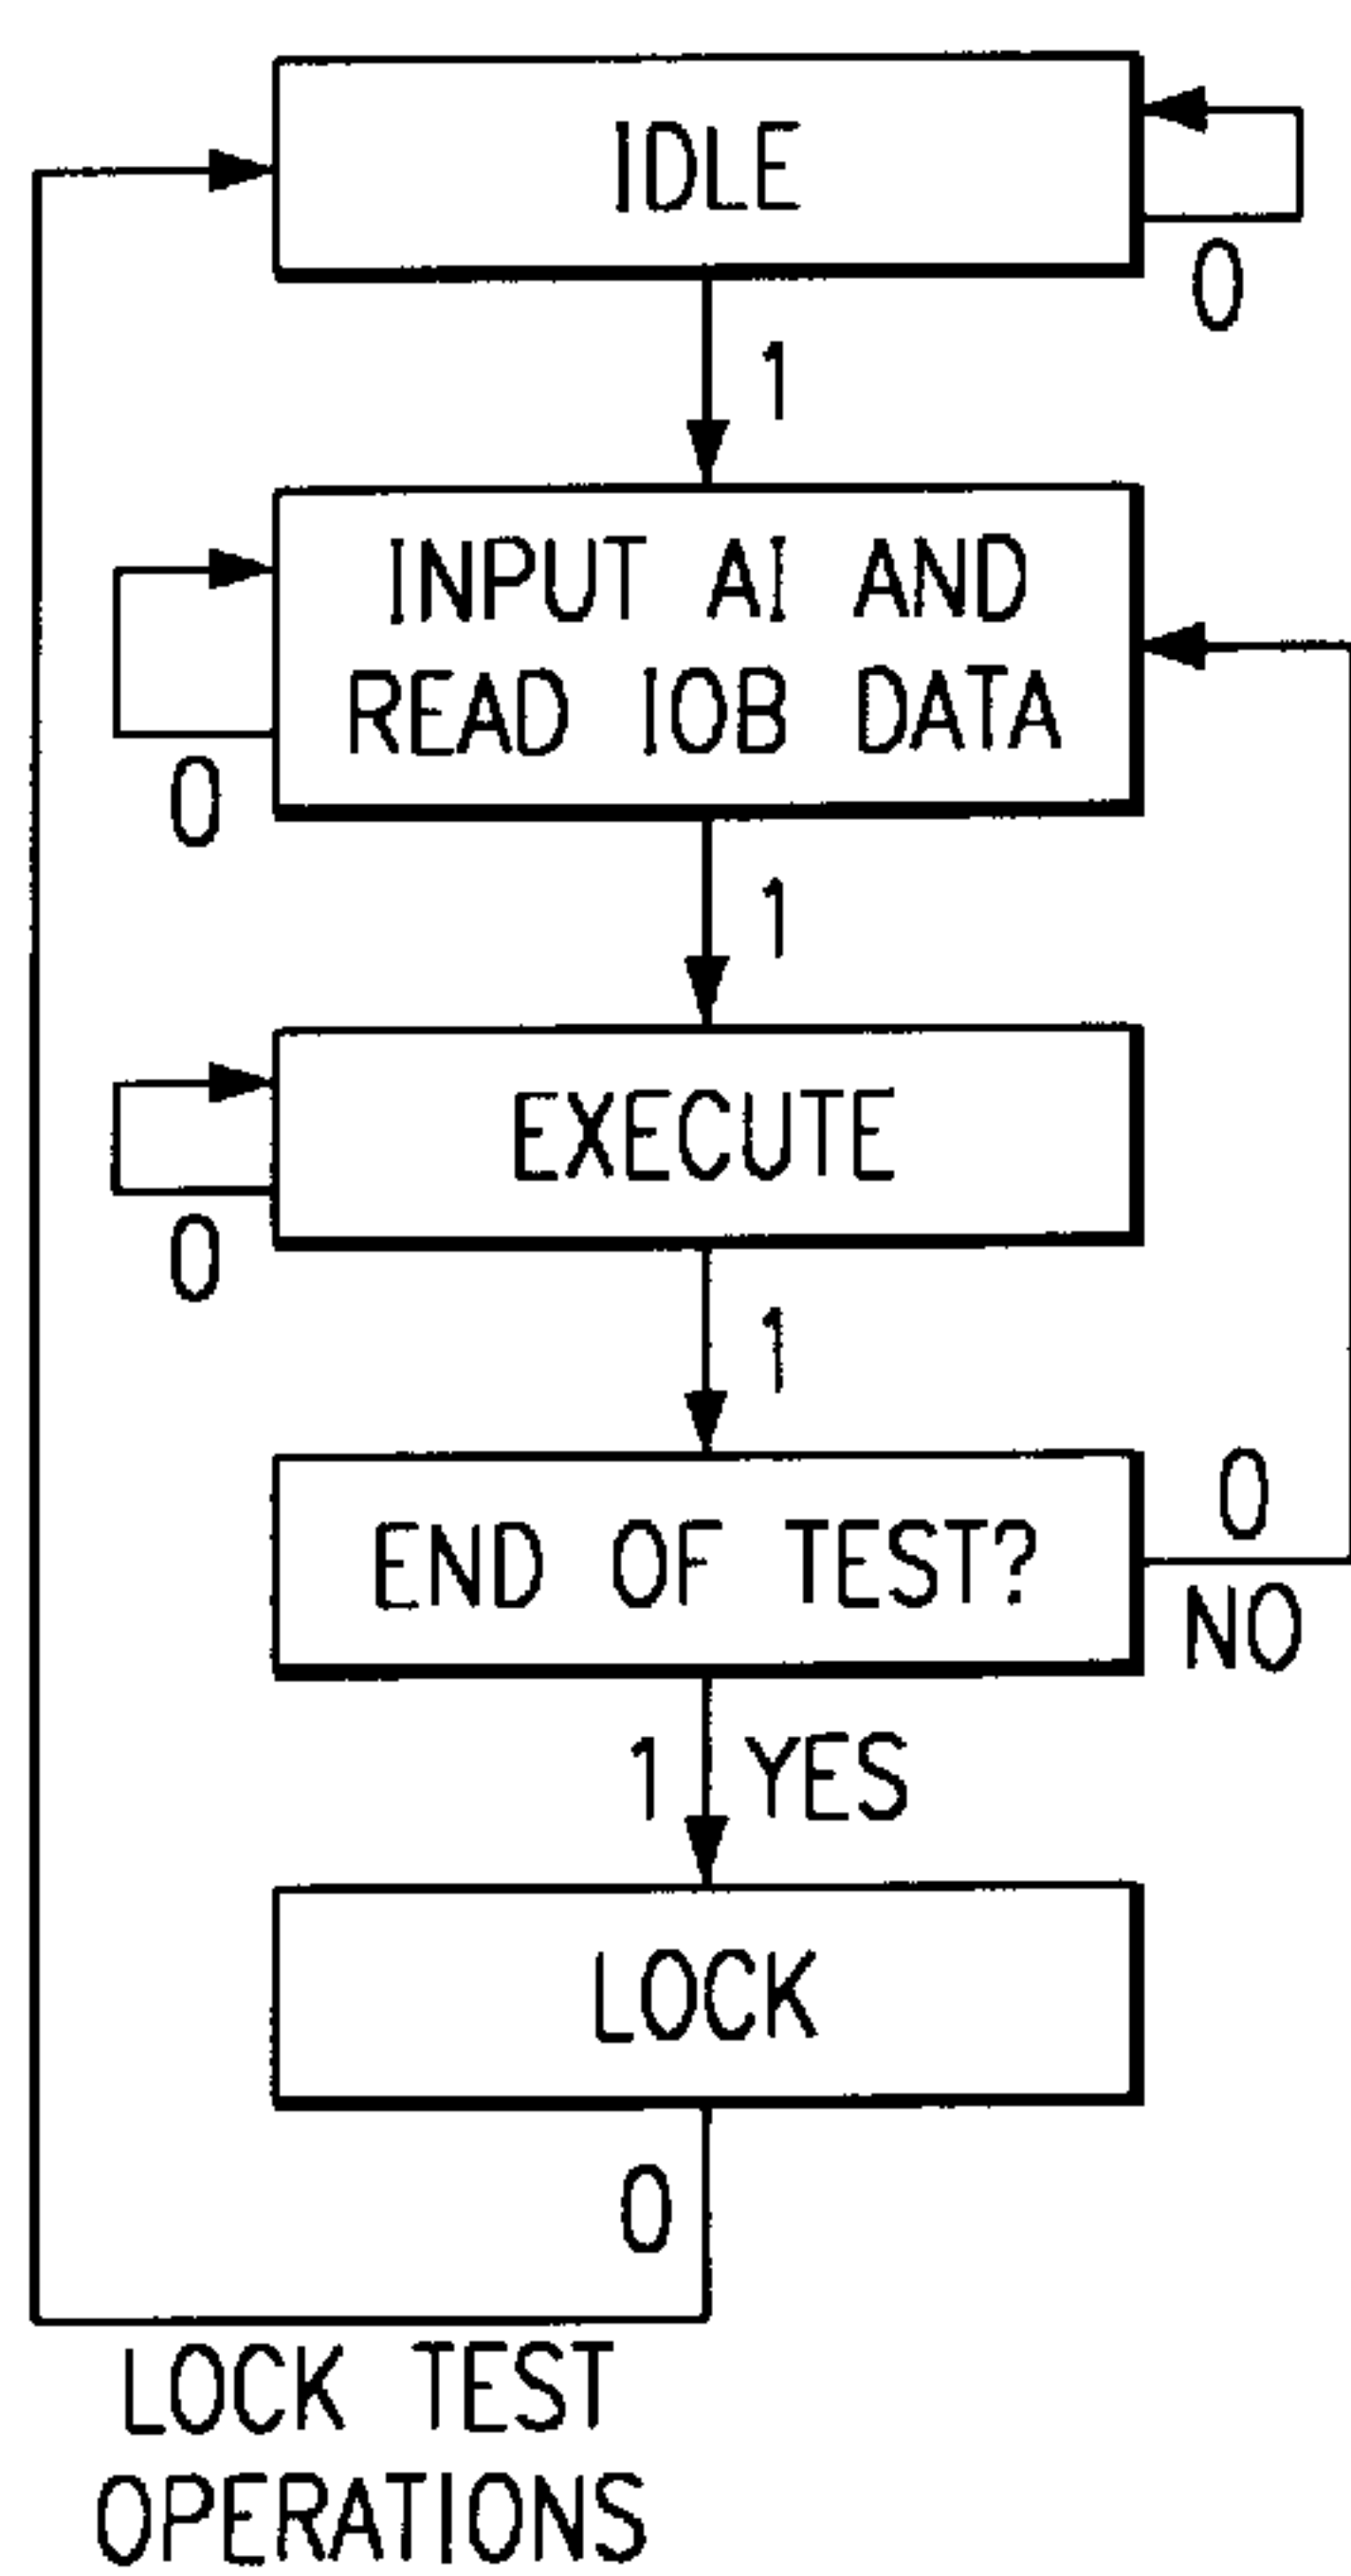 IDLE
0
1
INPUT AI AND
READ IOB DATA
0
1
EXECUTE
0
1
END OF TEST?
0
NO
1 YES
LOCK
0
LOCK TEST
OPERATIONS